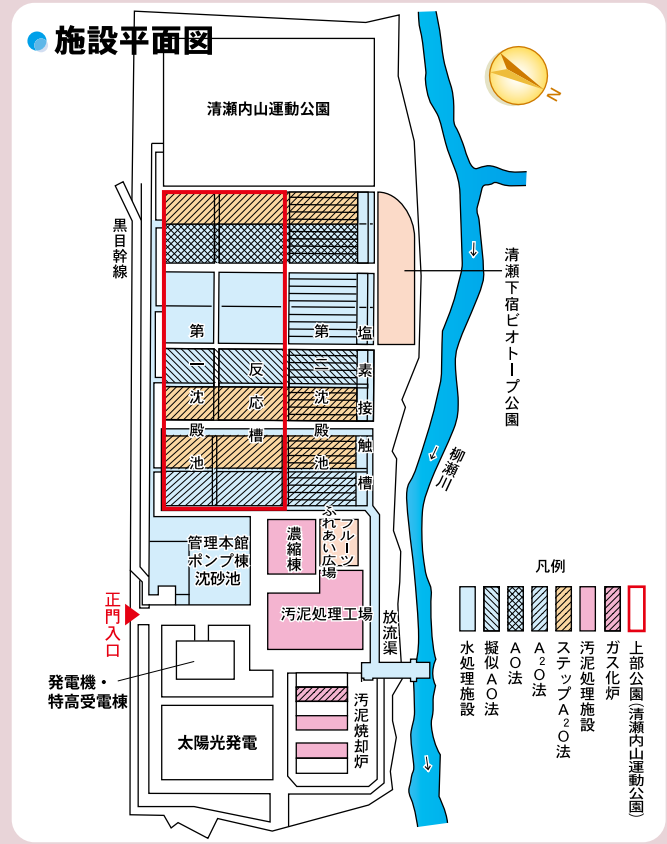 施設平面図
清瀬内山運動公園
N
黒目幹線
清瀬下宿ビオトープ公園
第一沈殿池
反応槽
第二沈殿池
塩素接触槽
柳瀬川
管理本館
ポンプ棟
沈砂池
濃縮棟
フルーツ
ふれあい広場
汚泥処理工場
放流渠
正門入口
発電機・
特高受電棟
太陽光発電
汚泥焼却炉
凡例
水処理施設
擬似AO法
AO法
A2O法
ステップA2O法
汚泥処理施設
ガス化炉
上部公園(清瀬内山運動公園)